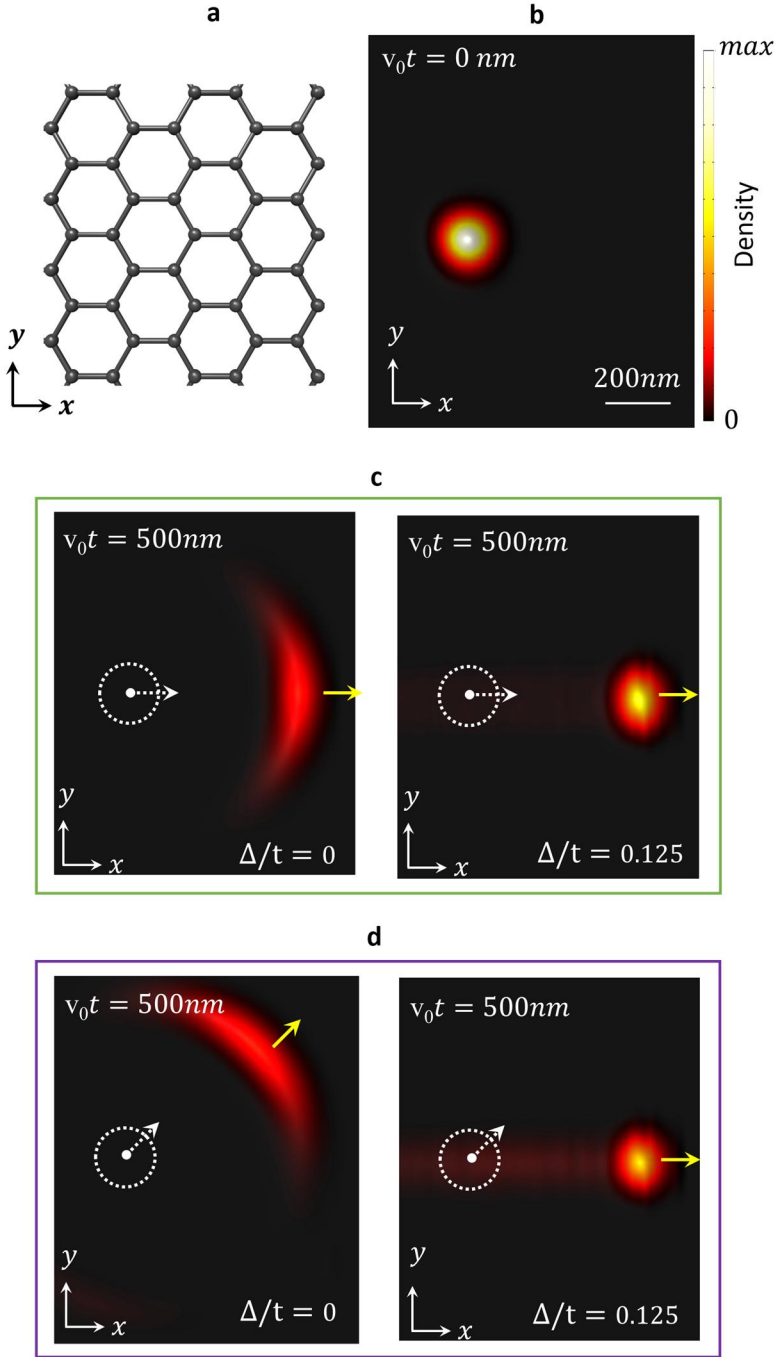 a
y
x
b
v₀t = 0 nm
y
x
200nm
max
Density
0
c
v₀t = 500nm
y
x
Δ/t = 0
v₀t = 500nm
y
x
Δ/t = 0.125
d
v₀t = 500nm
y
x
Δ/t = 0
v₀t = 500nm
y
x
Δ/t = 0.125